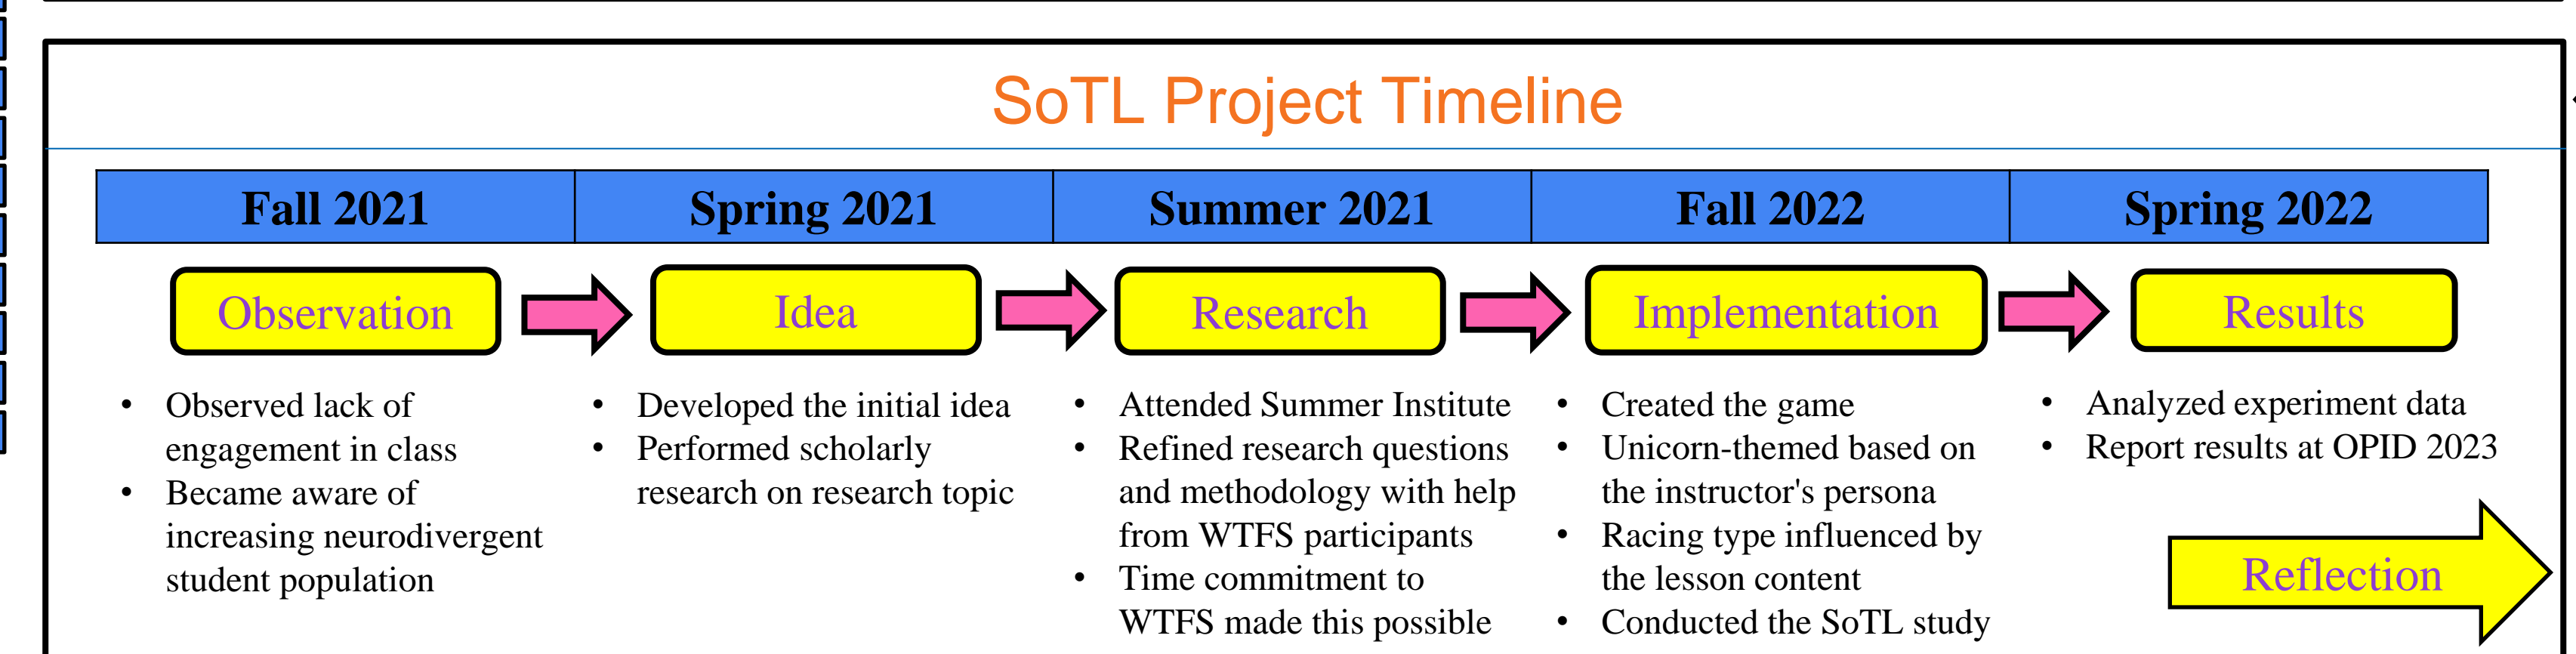 SoTL Project Timeline
Fall 2021
Spring 2021
Summer 2021
Fall 2022
Spring 2022
Observation
Idea
Research
Implementation
Results
• Observed lack of
engagement in class
• Became aware of
increasing neurodivergent
student population
• Developed the initial idea
• Performed scholarly
research on research topic
• Attended Summer Institute
• Refined research questions
and methodology with help
from WTFS participants
• Time commitment to
WTFS made this possible
• Created the game
• Unicorn-themed based on
the instructor's persona
• Racing type influenced by
the lesson content
• Conducted the SoTL study
• Analyzed experiment data
• Report results at OPID 2023
Reflection